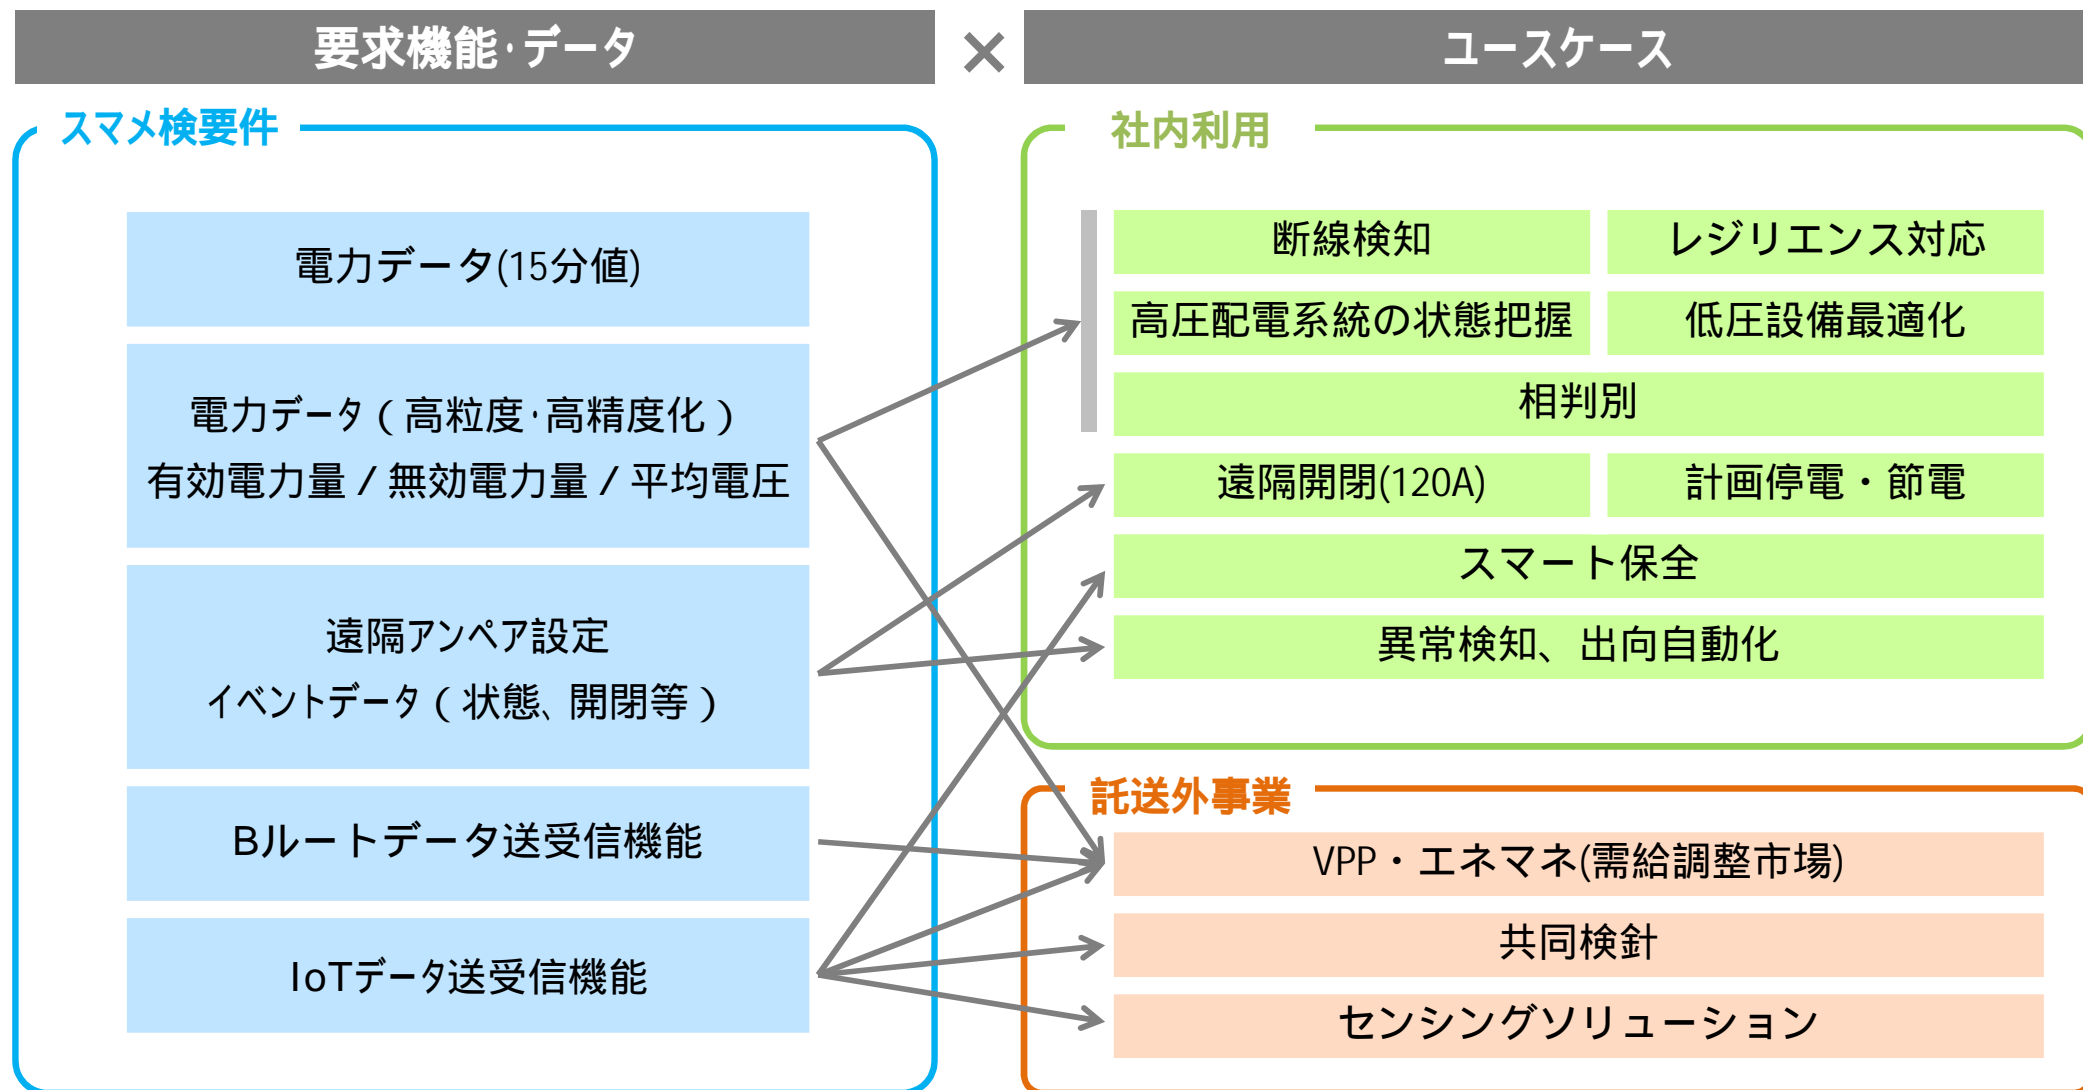 要求機能・データ
×
ユースケース
スマメ検要件
電力データ(15分値)
電力データ（高粒度・高精度化）
有効電力量／無効電力量／平均電圧
遠隔アンペア設定
イベントデータ（状態、開閉等）
Bルートデータ送受信機能
IoTデータ送受信機能
社内利用
断線検知
レジリエンス対応
高圧配電系統の状態把握
低圧設備最適化
相判別
遠隔開閉(120A)
計画停電・節電
スマート保全
異常検知、出向自動化
託送外事業
VPP・エネマネ(需給調整市場)
共同検針
センシングソリューション